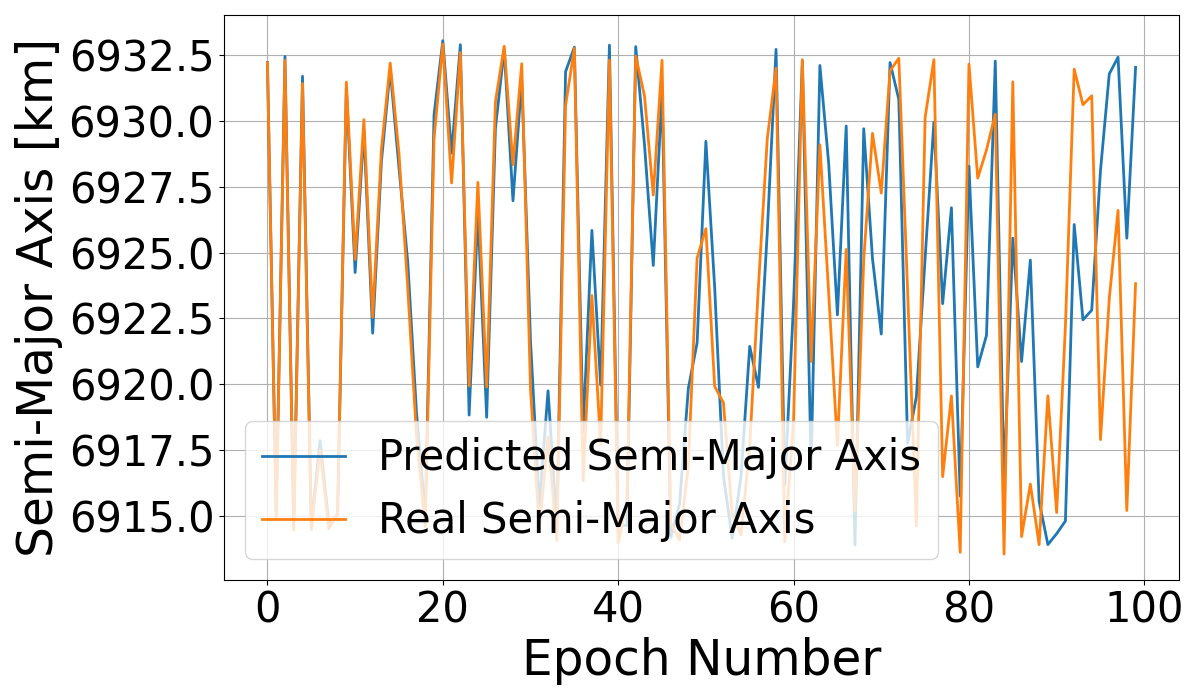 Semi-Major Axis [km]
6932.5
6930.0
6927.5
6925.0
6922.5
6920.0
6917.5
6915.0
Predicted Semi-Major Axis
Real Semi-Major Axis
0 20 40 60 80 100
Epoch Number